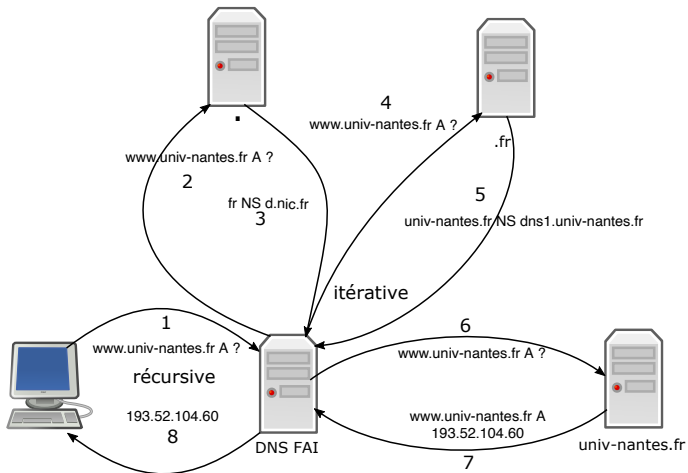 .
4
www.univ-nantes.fr A ?
.fr
www.univ-nantes.fr A ?
2
fr NS d.nic.fr
3
5
univ-nantes.fr NS dns1.univ-nantes.fr
itérative
1
www.univ-nantes.fr A ?
récursive
6
www.univ-nantes.fr A ?
193.52.104.60
8
DNS FAI
www.univ-nantes.fr A
193.52.104.60
7
univ-nantes.fr